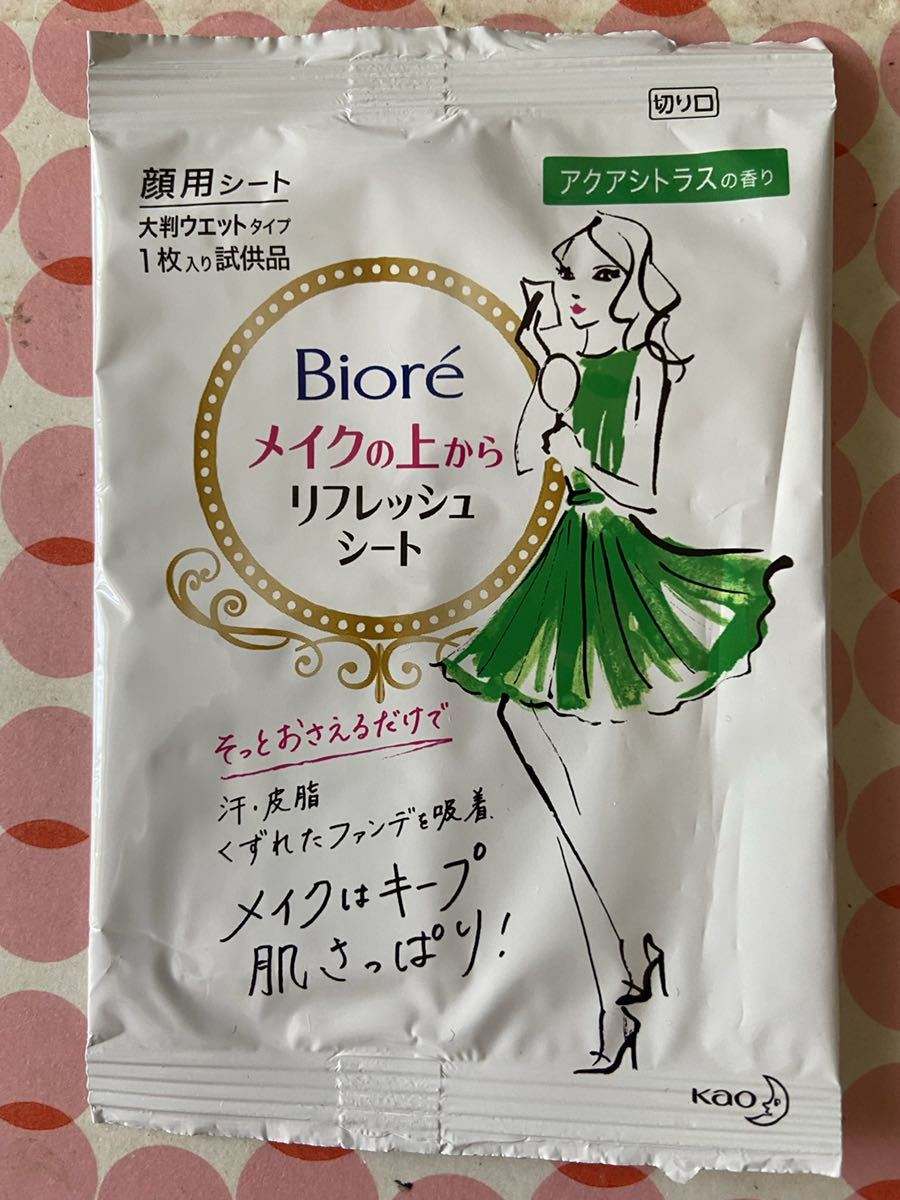 切り口
顔用シート
大判ウエットタイプ
1枚入り試供品
アクアシトラスの香り
Bioré
メイクの上から
リフレッシュ
シート
そっとおさえるだけで
汗・皮脂
くずれたファンデを吸着
メイクはキープ
肌さっぱり!
Kao